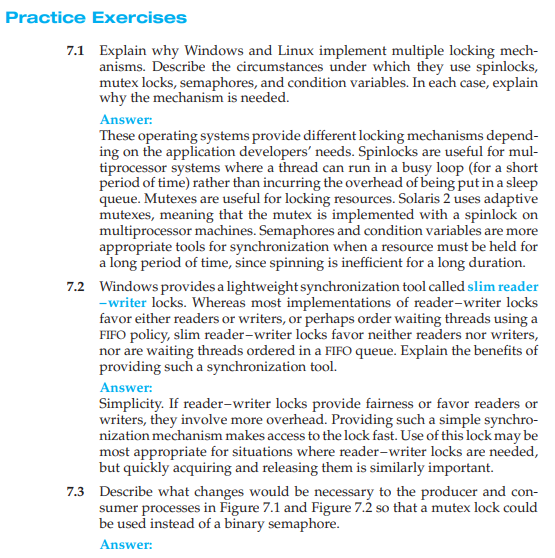 Practice Exercises
7.1 Explain why Windows and Linux implement multiple locking mech-
anisms. Describe the circumstances under which they use spinlocks,
mutex locks, semaphores, and condition variables. In each case, explain
why the mechanism is needed.
Answer:
These operating systems provide different locking mechanisms depend-
ing on the application developers' needs. Spinlocks are useful for mul-
tiprocessor systems where a thread can run in a busy loop (for a short
period of time) rather than incurring the overhead of being put in a sleep
queue. Mutexes are useful for locking resources. Solaris 2 uses adaptive
mutexes, meaning that the mutex is implemented with a spinlock on
multiprocessor machines. Semaphores and condition variables are more
appropriate tools for synchronization when a resource must be held for
a long period of time, since spinning is inefficient for a long duration.
7.2 Windows provides a lightweight synchronization tool called slim reader
–writer locks. Whereas most implementations of reader–writer locks
favor either readers or writers, or perhaps order waiting threads using a
FIFO policy, slim reader–writer locks favor neither readers nor writers,
nor are waiting threads ordered in a FIFO queue. Explain the benefits of
providing such a synchronization tool.
Answer:
Simplicity. If reader–writer locks provide fairness or favor readers or
writers, they involve more overhead. Providing such a simple synchro-
nization mechanism makes access to the lock fast. Use of this lock may be
most appropriate for situations where reader–writer locks are needed,
but quickly acquiring and releasing them is similarly important.
7.3 Describe what changes would be necessary to the producer and con-
sumer processes in Figure 7.1 and Figure 7.2 so that a mutex lock could
be used instead of a binary semaphore.
Answer: